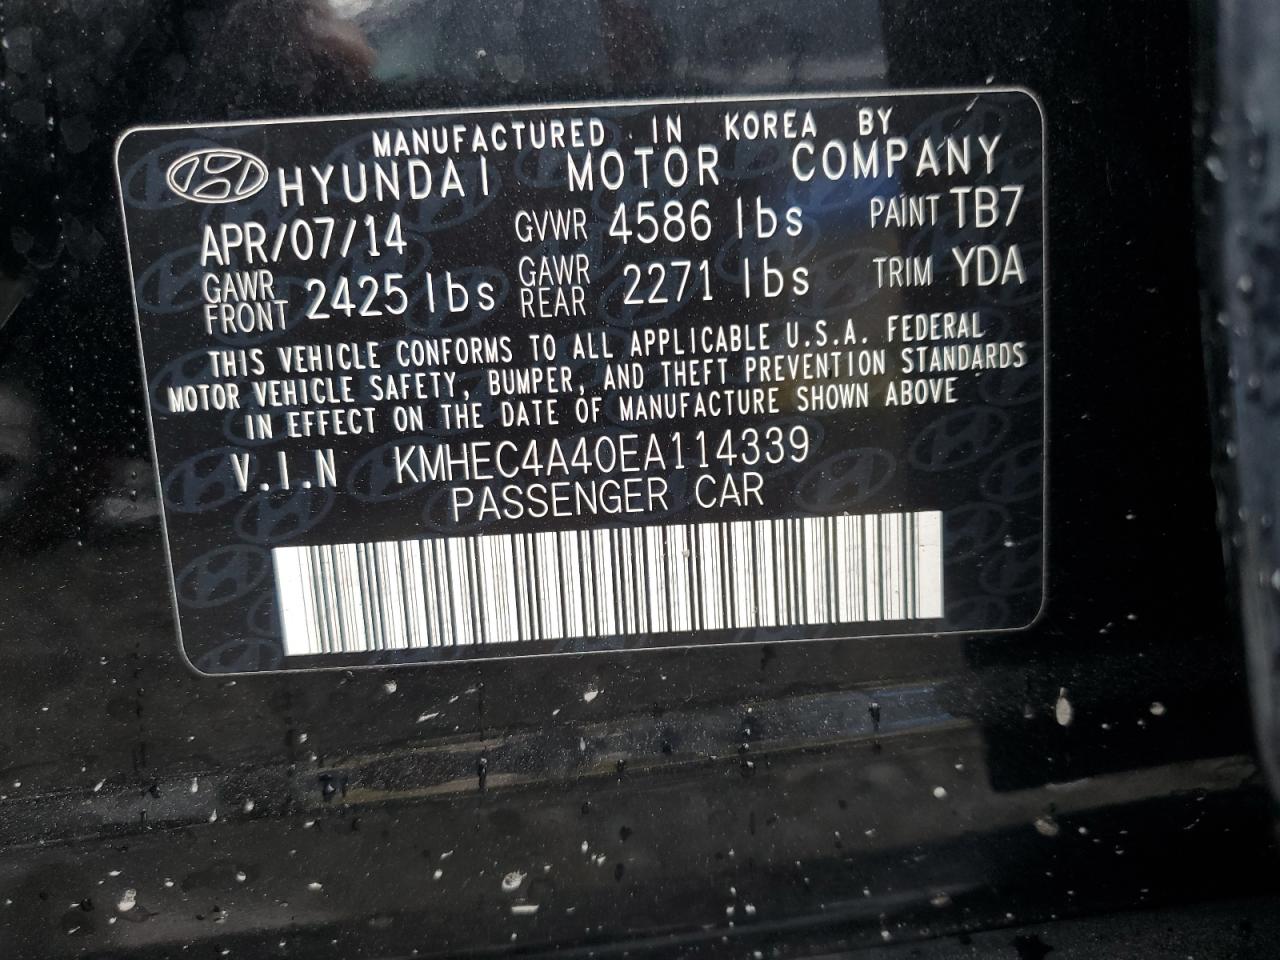 MANUFACTURED IN KOREA BY
HYUNDAI MOTOR COMPANY
APR/07/14 GVWR 4586 lbs PAINT TB7
GAWR FRONT 2425 lbs GAWR REAR 2271 lbs TRIM YDA
THIS VEHICLE CONFORMS TO ALL APPLICABLE U.S.A. FEDERAL
MOTOR VEHICLE SAFETY, BUMPER, AND THEFT PREVENTION STANDARDS
IN EFFECT ON THE DATE OF MANUFACTURE SHOWN ABOVE
V.I.N KMHEC4A40EA114339
PASSENGER CAR